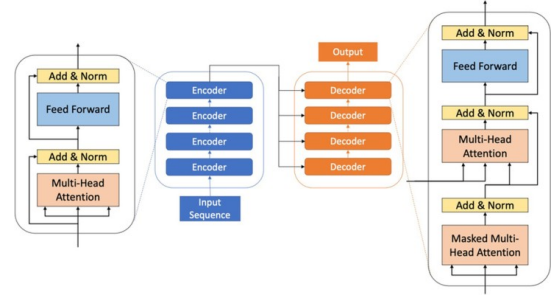 Add & Norm
Feed Forward
Add & Norm
Multi-Head
Attention
Encoder
Encoder
Encoder
Encoder
Input
Sequence
Output
Decoder
Decoder
Decoder
Decoder
Add & Norm
Feed Forward
Add & Norm
Multi-Head
Attention
Add & Norm
Masked Multi-
Head Attention